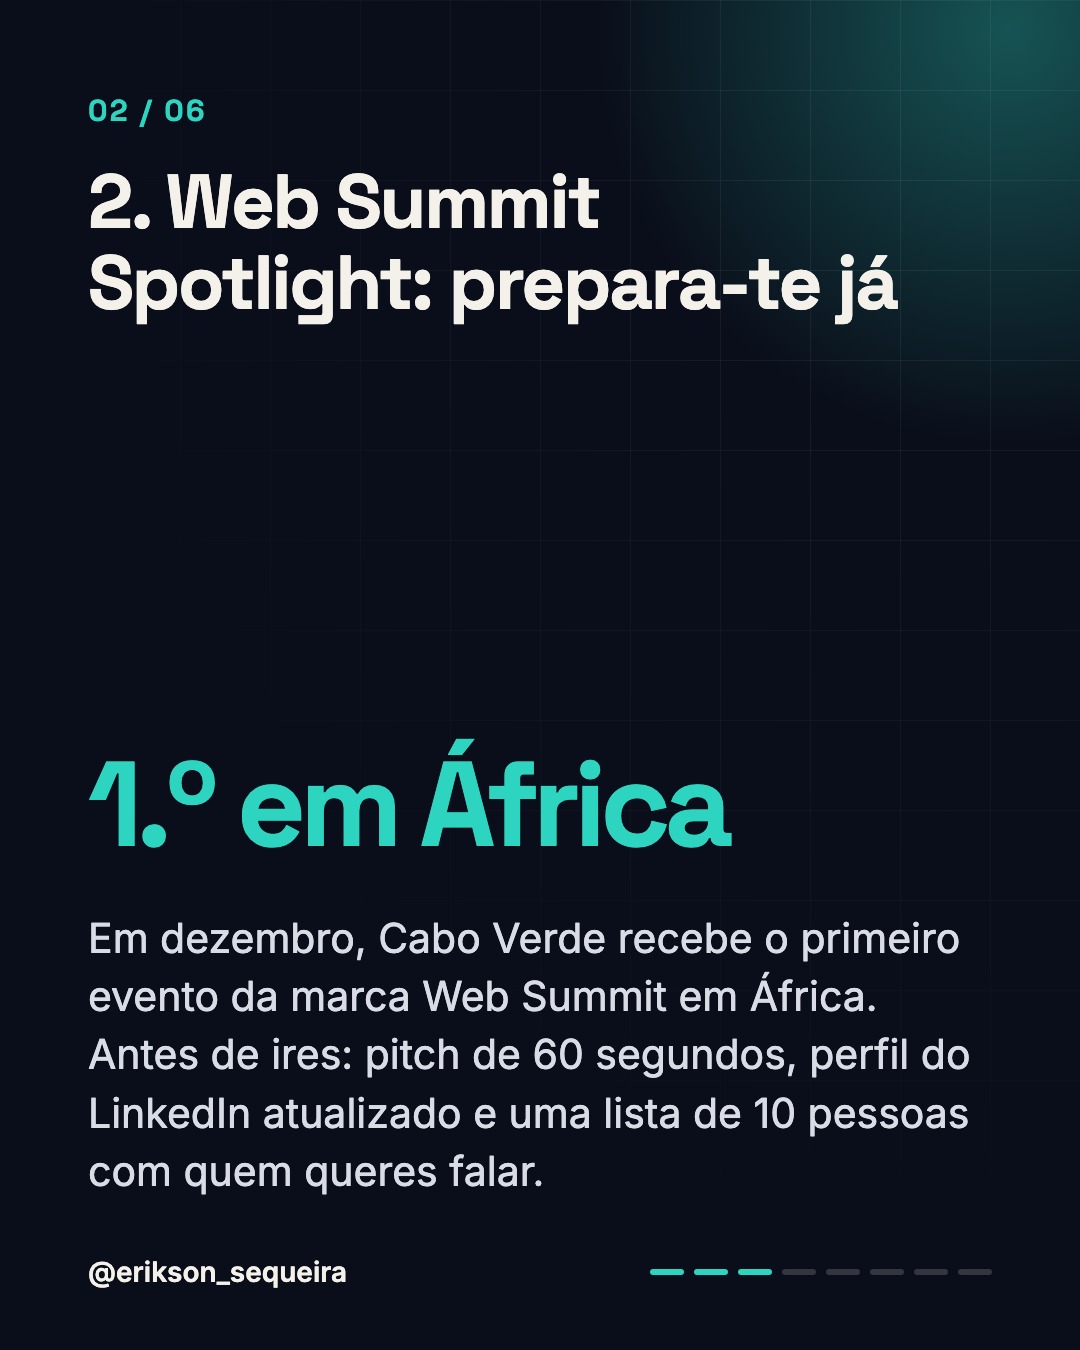 02 / 06
2. Web Summit
Spotlight: prepara-te já
1.º em África
Em dezembro, Cabo Verde recebe o primeiro
evento da marca Web Summit em África.
Antes de ires: pitch de 60 segundos, perfil do
LinkedIn atualizado e uma lista de 10 pessoas
com quem queres falar.
@erikson_sequeira